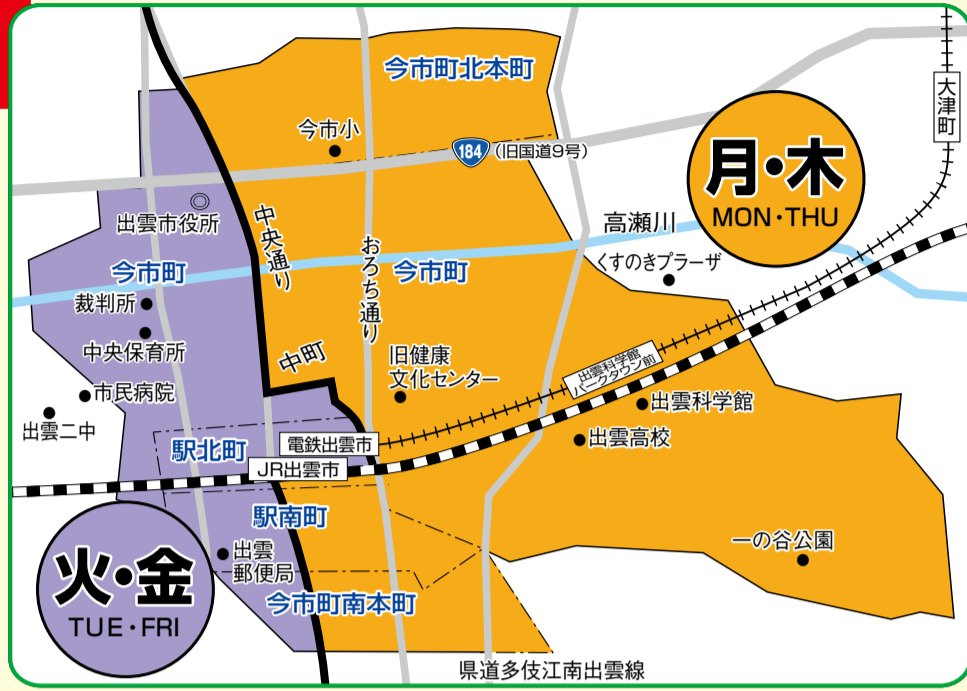 今市町北本町
今市小
184
(旧国道9号)
大津町
月・木
MON・THU
出雲市役所
中央通り
おろち通り
高瀬川
今市町
今市町
くすのきプラーザ
裁判所
中央保育所
中町
旧健康
文化センター
出雲科学館
パークタウン前
市民病院
出雲科学館
出雲二中
出雲高校
駅北町
電鉄出雲市
JR出雲市
駅南町
一の谷公園
出雲
郵便局
火・金
TUE・FRI
今市町南本町
県道多伎江南出雲線